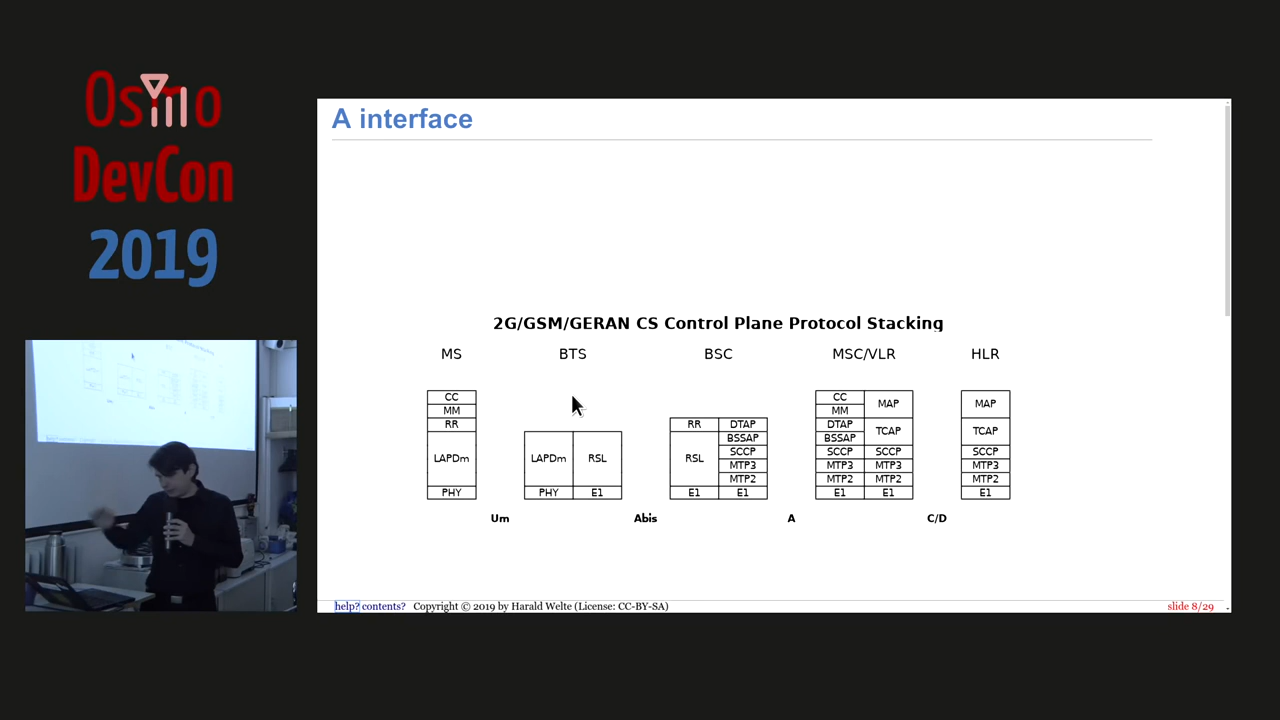 Osmo
DevCon
2019
A interface
2G/GSM/GERAN CS Control Plane Protocol Stacking
MS BTS BSC MSC/VLR HLR
CC CC MAP MAP
MM MM
RR RR DTAP DTAP TCAP TCAP
LAPDm LAPDm RSL RSL BSSAP BSSAP
SCCP SCCP SCCP SCCP
MTP3 MTP3 MTP3 MTP3
MTP2 MTP2 MTP2 MTP2
PHY PHY E1 E1 E1 E1 E1 E1
Um Abis A C/D
help? contents? Copyright © 2019 by Harald Welte (License: CC-BY-SA) slide 8/29